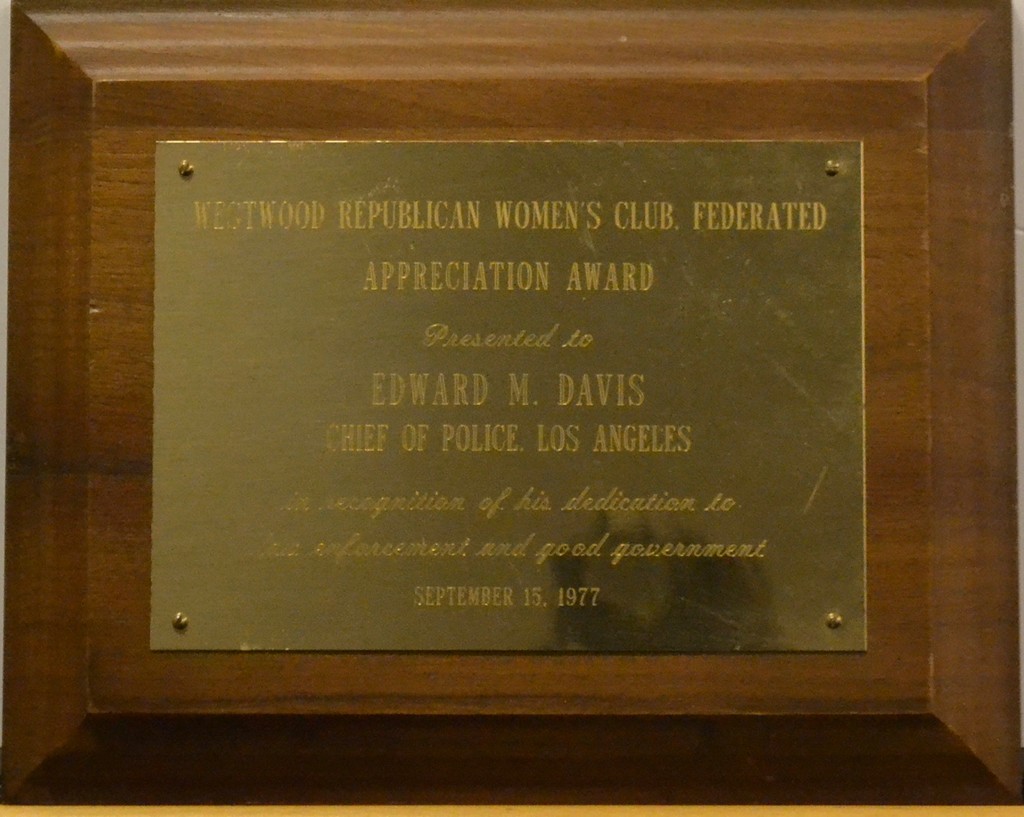 WESTWOOD REPUBLICAN WOMEN'S CLUB, FEDERATED
APPRECIATION AWARD
Presented to
EDWARD M. DAVIS
CHIEF OF POLICE, LOS ANGELES
in recognition of his dedication to
his enforcement and good government
SEPTEMBER 15, 1977